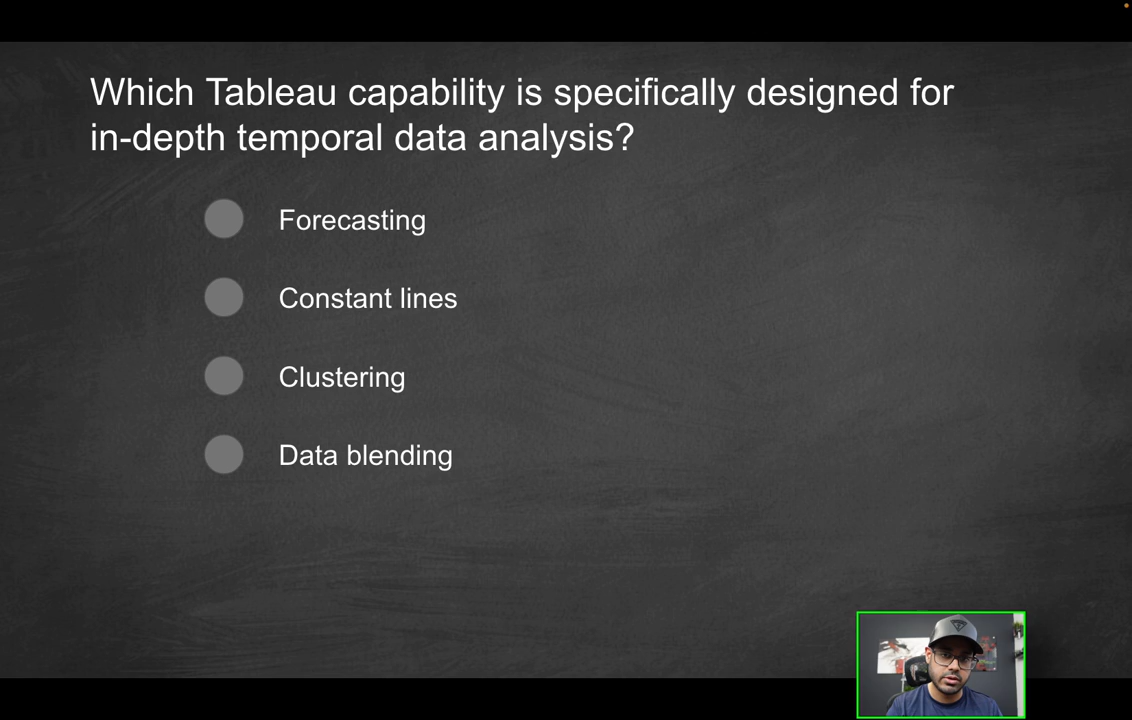 Which Tableau capability is specifically designed for
in-depth temporal data analysis?
Forecasting
Constant lines
Clustering
Data blending